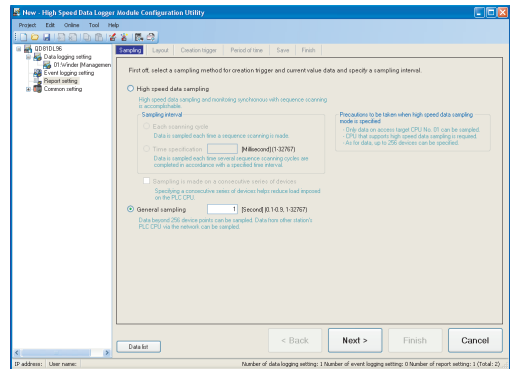 New - High Speed Data Logger Module Configuration Utility
Project Edit Online Tool Help
QD81DL96
Data logging setting
01:Winder (Managemen
Event logging setting
Report setting
Common setting
Sampling Layout Creation trigger Period of time Save Finish
First off, select a sampling method for creation trigger and current value data and specify a sampling interval.
High speed data sampling
High speed data sampling and monitoring synchronous with sequence scanning
is accomplishable.
Sampling interval
Each scanning cycle
Data is sampled each time a sequence scanning is made.
Time specification [Millisecond] (1-32767)
Data is sampled each time several sequence scanning cycles are
completed in accordance with a specified time interval.
Sampling is made on a consecutive series of devices
Specifying a consecutive series of devices helps reduce load imposed
on the PLC CPU.
Precautions to be taken when high speed data sampling
mode is specified
- Only data on access target CPU No. 01 can be sampled.
- CPU that supports high speed data sampling is required.
- As for data, up to 256 devices can be specified.
General sampling 1 [Second] (0.1-0.9, 1-32767)
Data beyond 256 device points can be sampled. Data from other station's
PLC CPU via the network can be sampled.
Data list
< Back Next > Finish Cancel
IP address: User name: Number of data logging setting: 1 Number of event logging setting: 0 Number of report setting: 1 (Total: 2)